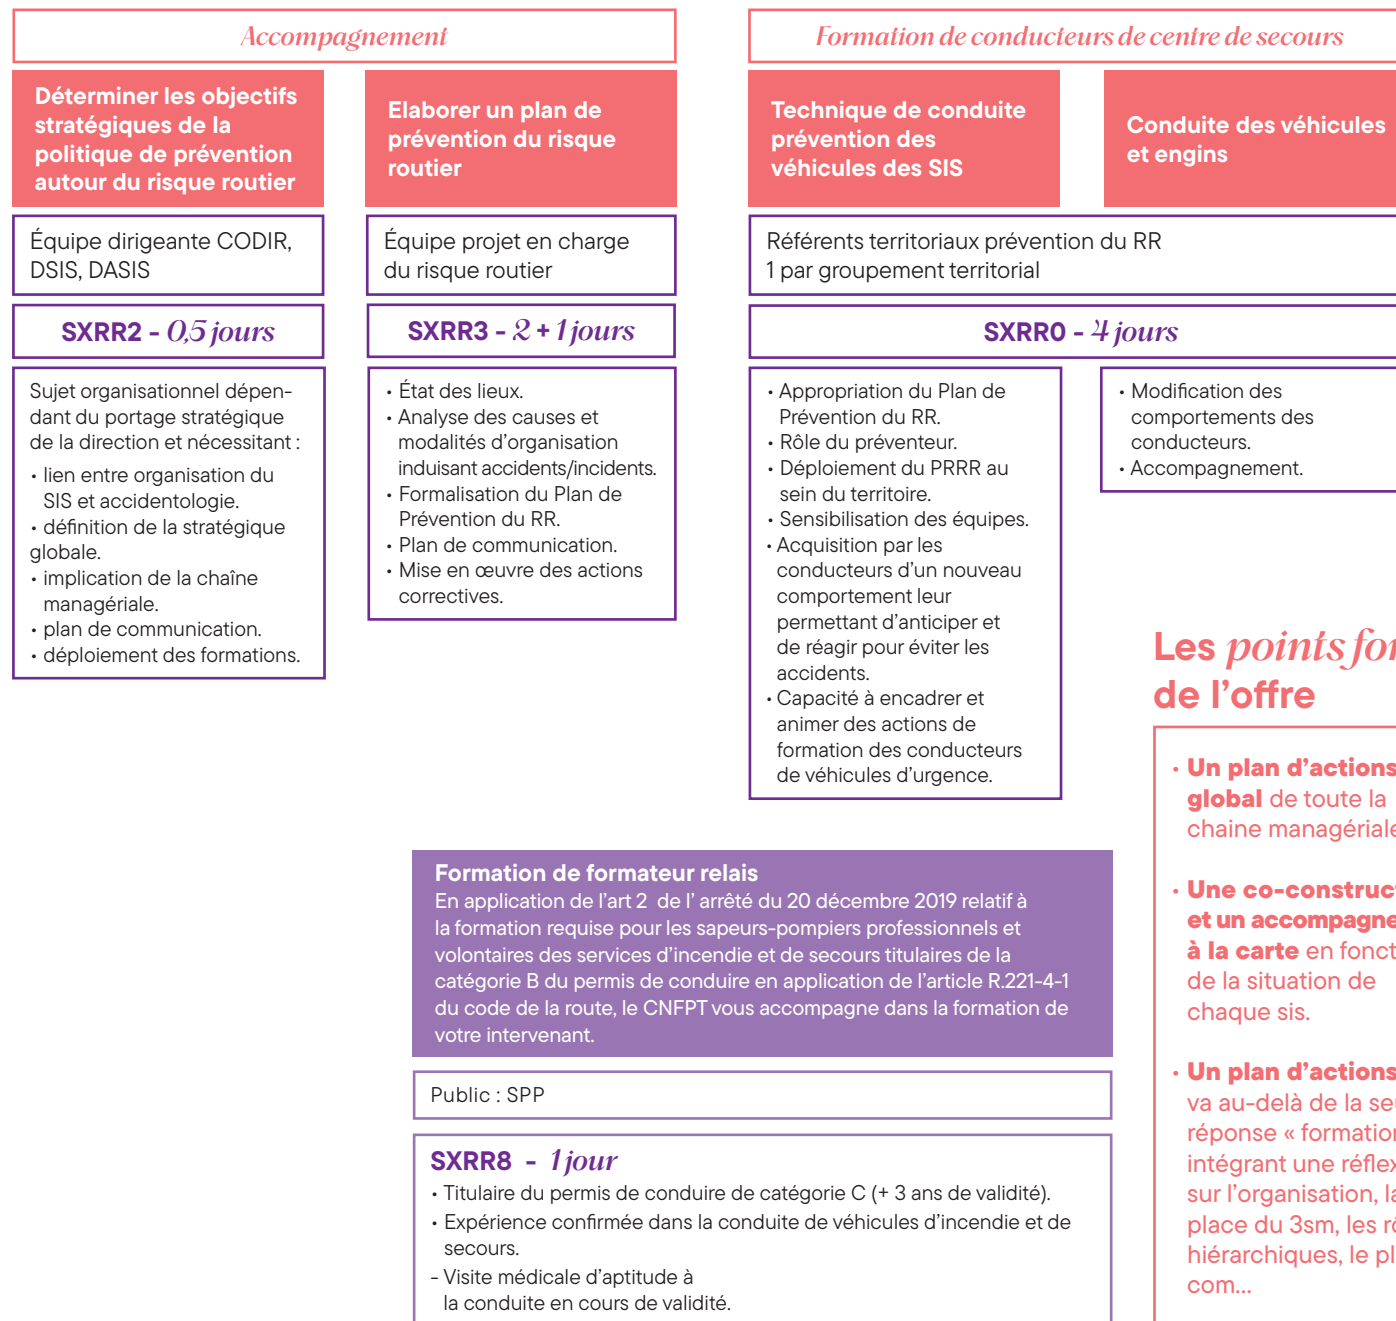 Accompagnement
Déterminer les objectifs
stratégiques de la
politique de prévention
autour du risque routier
Elaborer un plan de
prévention du risque
routier
Équipe dirigeante CODIR,
DSIS, DASIS
Équipe projet en charge
du risque routier
SXRR2 - 0,5 jours
SXRR3 - 2 + 1 jours
Sujet organisationnel dépen-
dant du portage stratégique
de la direction et nécessitant :
• lien entre organisation du
SIS et accidentologie.
• définition de la stratégique
globale.
• implication de la chaîne
managériale.
• plan de communication.
• déploiement des formations.
• État des lieux.
• Analyse des causes et
modalités d’organisation
induisant accidents/incidents.
• Formalisation du Plan de
Prévention du RR.
• Plan de communication.
• Mise en œuvre des actions
correctives.
Formation de conducteurs de centre de secours
Technique de conduite
prévention des
véhicules des SIS
Conduite des véhicules
et engins
Référents territoriaux prévention du RR
1 par groupement territorial
SXRR0 - 4 jours
• Appropriation du Plan de
Prévention du RR.
• Rôle du préventeur.
• Déploiement du PRRR au
sein du territoire.
• Sensibilisation des équipes.
• Acquisition par les
conducteurs d’un nouveau
comportement leur
permettant d’anticiper et
de réagir pour éviter les
accidents.
• Capacité à encadrer et
animer des actions de
formation des conducteurs
de véhicules d’urgence.
• Modification des
comportements des
conducteurs.
• Accompagnement.
Formation de formateur relais
En application de l’art 2 de l’ arrêté du 20 décembre 2019 relatif à
la formation requise pour les sapeurs-pompiers professionnels et
volontaires des services d’incendie et de secours titulaires de la
catégorie B du permis de conduire en application de l’article R.221-4-1
du code de la route, le CNFPT vous accompagne dans la formation de
votre intervenant.
Public : SPP
SXRR8 - 1 jour
• Titulaire du permis de conduire de catégorie C (+ 3 ans de validité).
• Expérience confirmée dans la conduite de véhicules d’incendie et de
secours.
- Visite médicale d’aptitude à
la conduite en cours de validité.
Les points
de l’offre
• Un plan d’actions
global de toute la
chaine managériale
• Une
et un
à la carte en
de la situation de
chaque sis.
• Un plan d’actions
va au-delà de la
réponse « formation
intégrant une
sur l’organisation, la
place du 3sm, les
hiérarchiques, le
com...